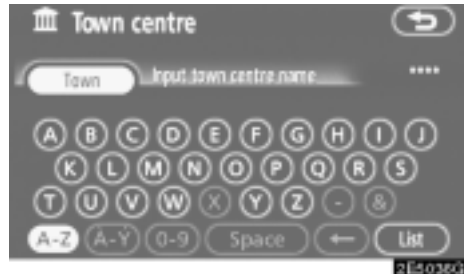 Town centre
Town Input town centre name ••••
A B C D E F G H I J
K L M N O P Q R S
T U V W X Y Z - &
A-Z À-Ý 0-9 Space ← List
2E5036G